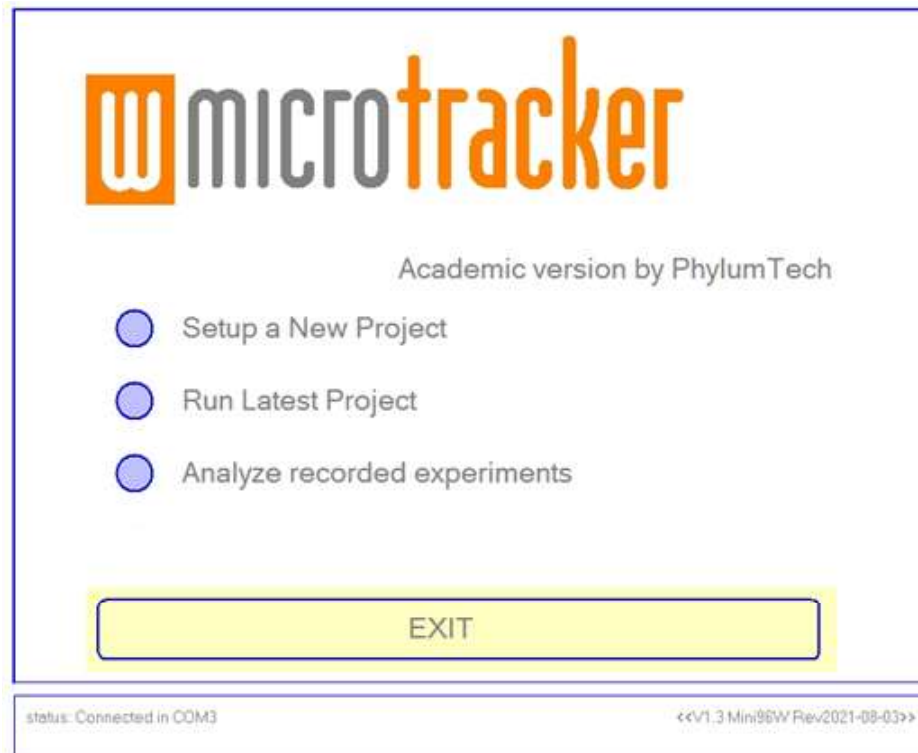 wmicrotracker
Academic version by PhylumTech
Setup a New Project
Run Latest Project
Analyze recorded experiments
EXIT
status: Connected in COM3
<<V1.3 Mini96W Rev2021-08-03>>